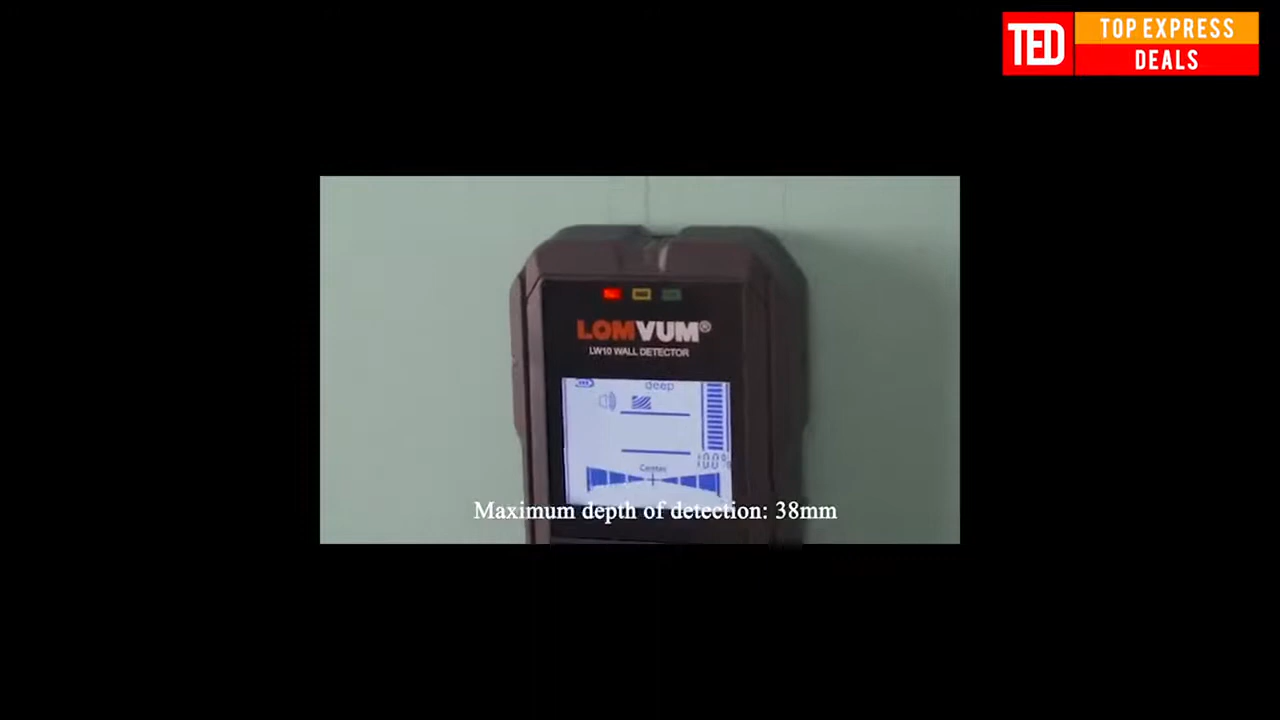 TED TOP EXPRESS
DEALS
LOMVUM®
LW10 WALL DETECTOR
deep
100%
Center
Maximum depth of detection: 38mm